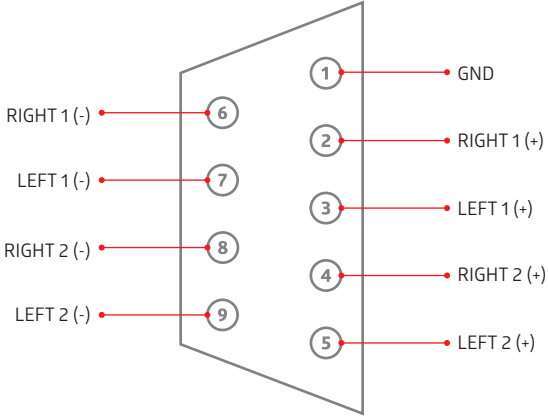 1
GND
6
RIGHT 1 (-)
2
RIGHT 1 (+)
7
LEFT 1 (-)
3
LEFT 1 (+)
8
RIGHT 2 (-)
4
RIGHT 2 (+)
9
LEFT 2 (-)
5
LEFT 2 (+)